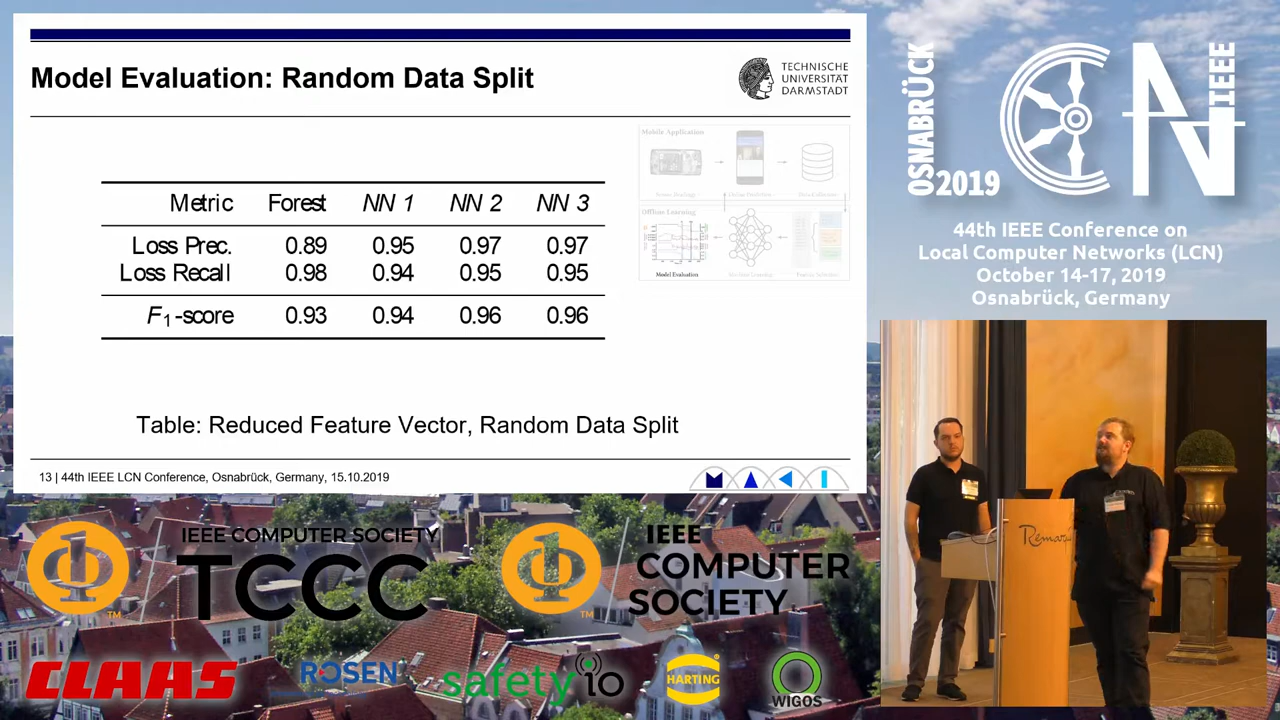 Model Evaluation: Random Data Split
TECHNISCHE
UNIVERSITÄT
DARMSTADT
Metric Forest NN 1 NN 2 NN 3
Loss Prec. 0.89 0.95 0.97 0.97
Loss Recall 0.98 0.94 0.95 0.95
F1-score 0.93 0.94 0.96 0.96
Mobile Application
Offline Learning
Model Evaluation
Table: Reduced Feature Vector, Random Data Split
13 | 44th IEEE LCN Conference, Osnabrück, Germany, 15.10.2019
OSNABRÜCK
2019
IEEE
44th IEEE Conference on
Local Computer Networks (LCN)
October 14-17, 2019
Osnabrück, Germany
IEEE COMPUTER SOCIETY
TCCC
TM
IEEE
COMPUTER
SOCIETY
TM
CLAAS
ROSEN
safetyio
HARTING
WIGOS